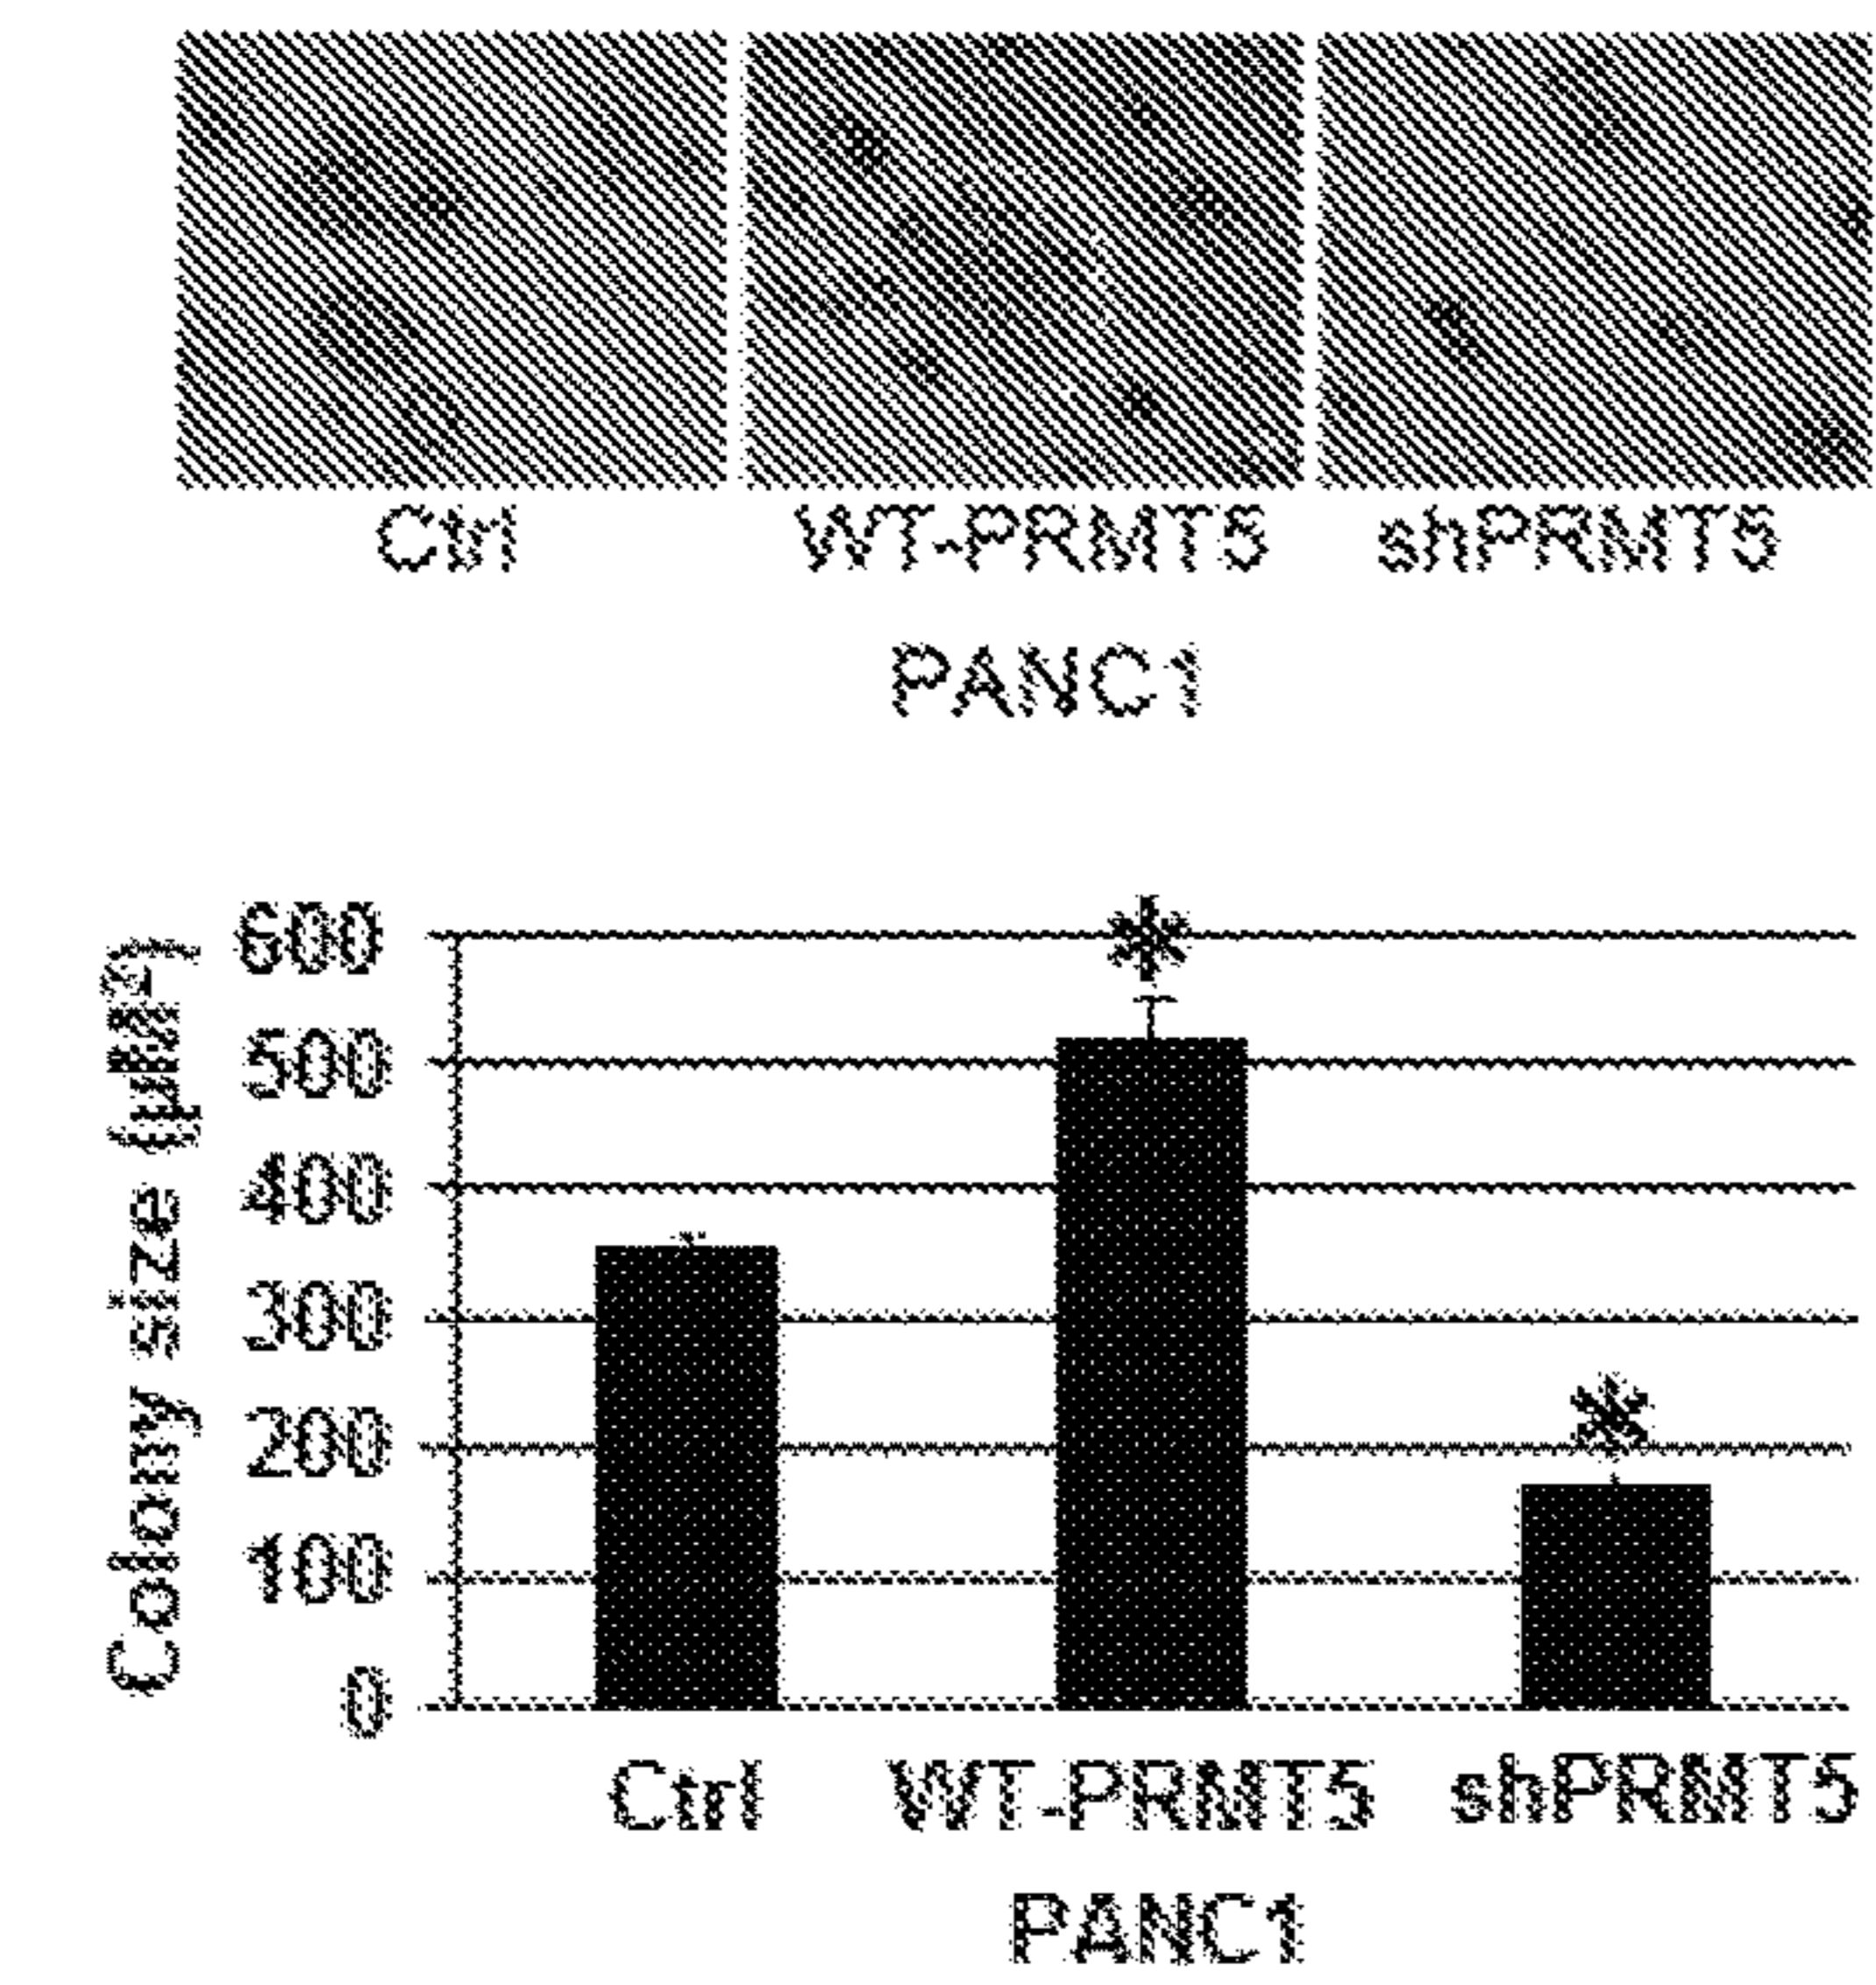 Ctrl WT-PRMT5 shPRMT5
PANC1
Colony size (μM²)
600
*
500
400
300
*
200
100
0
Ctrl WT-PRMT5 shPRMT5
PANC1